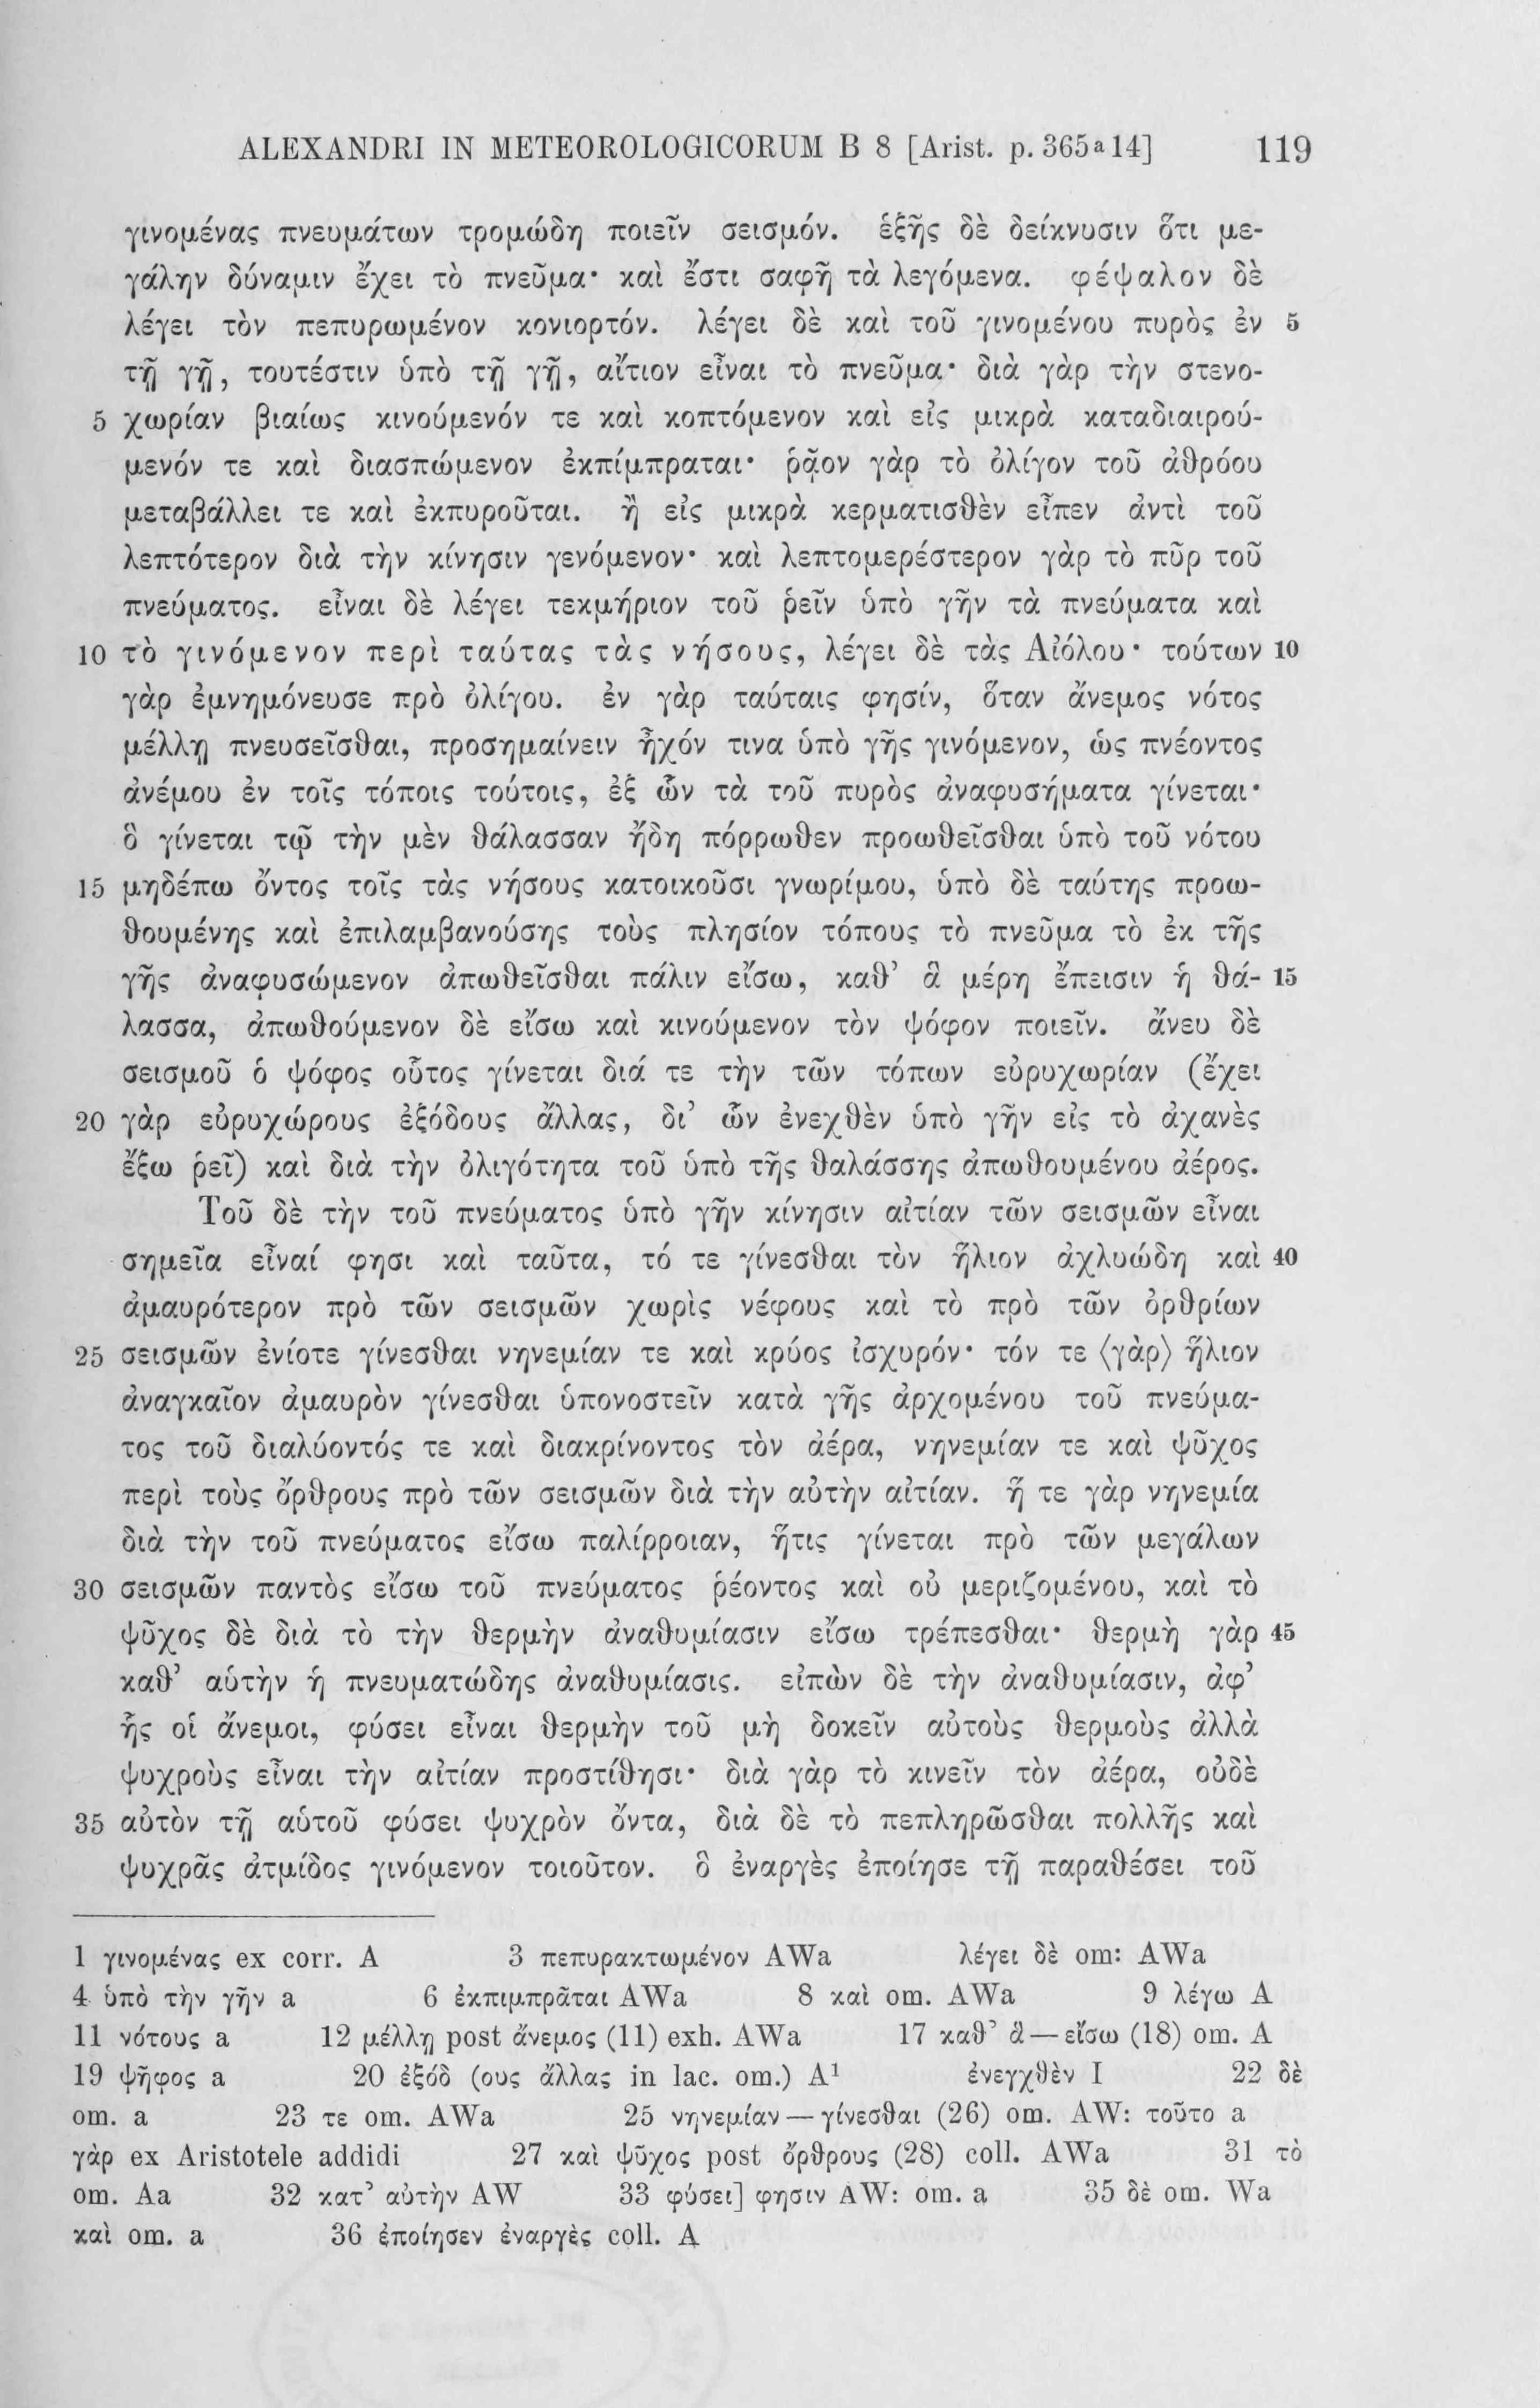 ALEXANDRI IN METEOROLOGICORUM B 8 [Arist. p. 365a14] 119
γινομένας πνευμάτων τρομώδη ποιεῖν σεισμόν. ἑξῆς δὲ δείκνυσιν ὅτι με-
γάλην δύναμιν ἔχει τὸ πνεῦμα· καὶ ἔστι σαφῆ τὰ λεγόμενα. φέψαλον δὲ
λέγει τὸν πεπυρωμένον κονιορτόν. λέγει δὲ καὶ τοῦ γινομένου πυρὸς ἐν 5
τῇ γῇ, τουτέστιν ὑπὸ τῇ γῇ, αἴτιον εἶναι τὸ πνεῦμα· διὰ γὰρ τὴν στενο-
5 χωρίαν βιαίως κινούμενόν τε καὶ κοπτόμενον καὶ εἰς μικρὰ καταδιαιρού-
μενόν τε καὶ διασπώμενον ἐκπίμπραται· ῥᾷον γὰρ τὸ ὀλίγον τοῦ ἀθρόου
μεταβάλλει τε καὶ ἐκπυροῦται. ἢ εἰς μικρὰ κερματισθὲν εἶπεν ἀντὶ τοῦ
λεπτότερον διὰ τὴν κίνησιν γενόμενον· καὶ λεπτομερέστερον γὰρ τὸ πῦρ τοῦ
πνεύματος. εἶναι δὲ λέγει τεκμήριον τοῦ ῥεῖν ὑπὸ γῆν τὰ πνεύματα καὶ
10 τὸ γινόμενον περὶ ταύτας τὰς νήσους, λέγει δὲ τὰς Αἰόλου· τούτων 10
γὰρ ἐμνημόνευσε πρὸ ὀλίγου. ἐν γὰρ ταύταις φησίν, ὅταν ἄνεμος νότος
μέλλῃ πνευσεῖσθαι, προσημαίνειν ἦχόν τινα ὑπὸ γῆς γινόμενον, ὡς πνέοντος
ἀνέμου ἐν τοῖς τόποις τούτοις, ἐξ ὧν τὰ τοῦ πυρὸς ἀναφυσήματα γίνεται·
ὃ γίνεται τῷ τὴν μὲν θάλασσαν ἤδη πόρρωθεν προωθεῖσθαι ὑπὸ τοῦ νότου
15 μηδέπω ὄντος τοῖς τὰς νήσους κατοικοῦσι γνωρίμου, ὑπὸ δὲ ταύτης προω-
θουμένης καὶ ἐπιλαμβανούσης τοὺς πλησίον τόπους τὸ πνεῦμα τὸ ἐκ τῆς
γῆς ἀναφυσώμενον ἀπωθεῖσθαι πάλιν εἴσω, καθ’ ἃ μέρη ἔπεισιν ἡ θά- 15
λασσα, ἀπωθούμενον δὲ εἴσω καὶ κινούμενον τὸν ψόφον ποιεῖν. ἄνευ δὲ
σεισμοῦ ὁ ψόφος οὗτος γίνεται διά τε τὴν τῶν τόπων εὐρυχωρίαν (ἔχει
20 γὰρ εὐρυχώρους ἐξόδους ἄλλας, δι’ ὧν ἐνεχθὲν ὑπὸ γῆν εἰς τὸ ἀχανὲς
ἔξω ῥεῖ) καὶ διὰ τὴν ὀλιγότητα τοῦ ὑπὸ τῆς θαλάσσης ἀπωθουμένου ἀέρος.
Τοῦ δὲ τὴν τοῦ πνεύματος ὑπὸ γῆν κίνησιν αἰτίαν τῶν σεισμῶν εἶναι
σημεῖα εἶναί φησι καὶ ταῦτα, τό τε γίνεσθαι τὸν ἥλιον ἀχλυώδη καὶ 40
ἀμαυρότερον πρὸ τῶν σεισμῶν χωρὶς νέφους καὶ τὸ πρὸ τῶν ὀρθρίων
25 σεισμῶν ἐνίοτε γίνεσθαι νηνεμίαν τε καὶ κρύος ἰσχυρόν· τόν τε ⟨γὰρ⟩ ἥλιον
ἀναγκαῖον ἀμαυρὸν γίνεσθαι ὑπονοστεῖν κατὰ γῆς ἀρχομένου τοῦ πνεύμα-
τος τοῦ διαλύοντός τε καὶ διακρίνοντος τὸν ἀέρα, νηνεμίαν τε καὶ ψῦχος
περὶ τοὺς ὄρθρους πρὸ τῶν σεισμῶν διὰ τὴν αὐτὴν αἰτίαν. ἥ τε γὰρ νηνεμία
διὰ τὴν τοῦ πνεύματος εἴσω παλίρροιαν, ἥτις γίνεται πρὸ τῶν μεγάλων
30 σεισμῶν παντὸς εἴσω τοῦ πνεύματος ῥέοντος καὶ οὐ μεριζομένου, καὶ τὸ
ψῦχος δὲ διὰ τὸ τὴν θερμὴν ἀναθυμίασιν εἴσω τρέπεσθαι· θερμὴ γὰρ 45
καθ’ αὑτὴν ἡ πνευματώδης ἀναθυμίασις. εἰπὼν δὲ τὴν ἀναθυμίασιν, ἀφ’
ἧς οἱ ἄνεμοι, φύσει εἶναι θερμὴν τοῦ μὴ δοκεῖν αὐτοὺς θερμοὺς ἀλλὰ
ψυχροὺς εἶναι τὴν αἰτίαν προστίθησι· διὰ γὰρ τὸ κινεῖν τὸν ἀέρα, οὐδὲ
35 αὐτὸν τῇ αὑτοῦ φύσει ψυχρὸν ὄντα, διὰ δὲ τὸ πεπληρῶσθαι πολλῆς καὶ
ψυχρᾶς ἀτμίδος γινόμενον τοιοῦτον. ὃ ἐναργὲς ἐποίησε τῇ παραθέσει τοῦ
1 γινομένας ex corr. A 3 πεπυρακτωμένον AWa λέγει δὲ om: AWa
4 ὑπὸ τὴν γῆν a 6 ἐκπιμπρᾶται AWa 8 καὶ om. AWa 9 λέγω A
11 νότους a 12 μέλλῃ post ἄνεμος (11) exh. AWa 17 καθ’ ἃ — εἴσω (18) om. A
19 ψῆφος a 20 ἐξόδ (ους ἄλλας in lac. om.) A¹ ἐνεγχθὲν I 22 δὲ
om. a 23 τε om. AWa 25 νηνεμίαν — γίνεσθαι (26) om. AW: τοῦτο a
γὰρ ex Aristotele addidi 27 καὶ ψῦχος post ὄρθρους (28) coll. AWa 31 τὸ
om. Aa 32 κατ’ αὐτὴν AW 33 φύσει] φησιν AW: om. a 35 δὲ om. Wa
καὶ om. a 36 ἐποίησεν ἐναργὲς coll. A